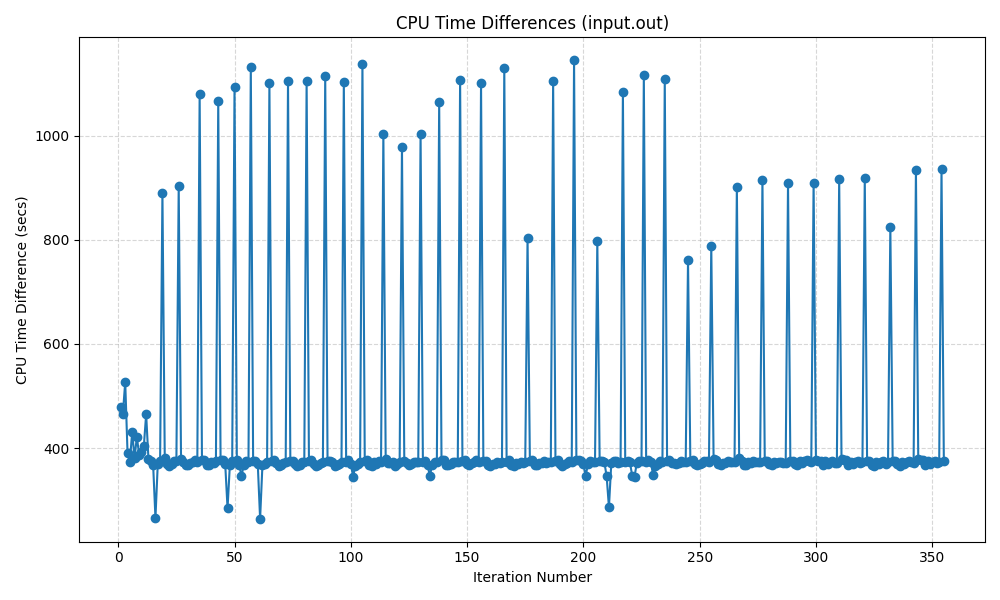 CPU Time Differences (input.out)
CPU Time Difference (secs)
1000
800
600
400
0 50 100 150 200 250 300 350
Iteration Number